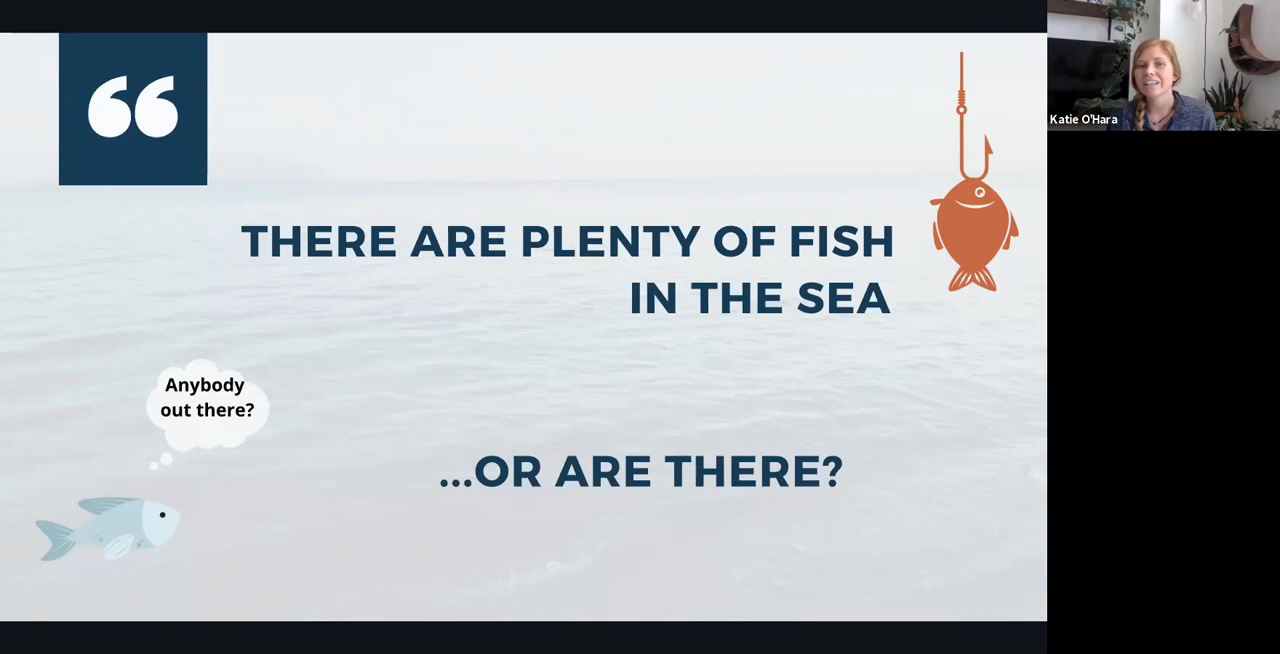 “
THERE ARE PLENTY OF FISH
IN THE SEA
Anybody
out there?
...OR ARE THERE?
Katie O'Hara